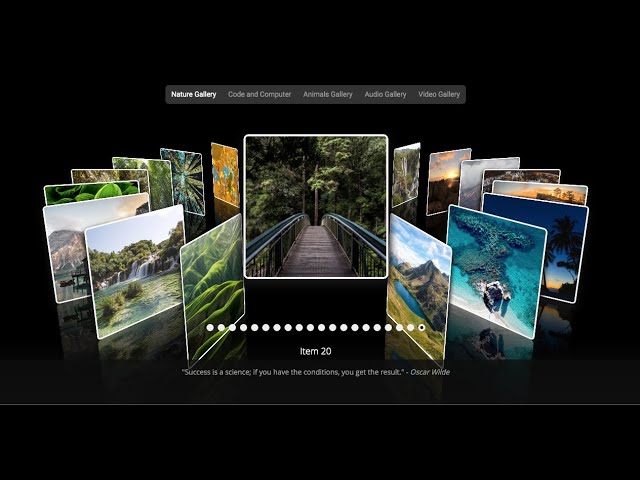 Nature Gallery Code and Computer Animals Gallery Audio Gallery Video Gallery
Item 20
"Success is a science; if you have the conditions, you get the result." - Oscar Wilde